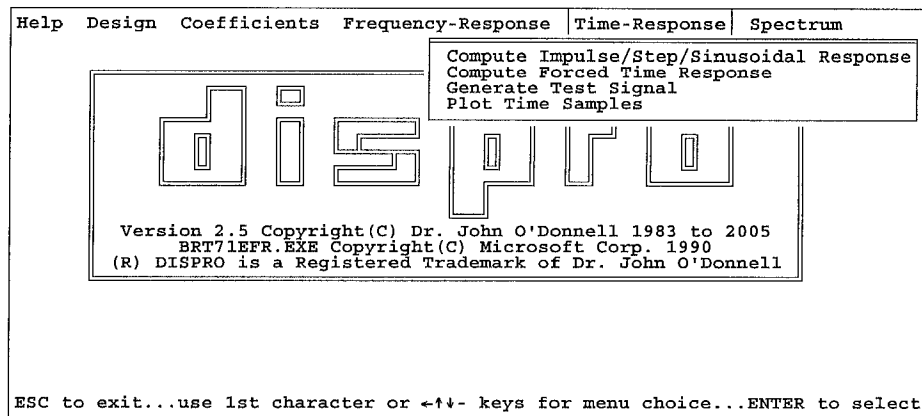 Help Design Coefficients Frequency-Response Time-Response Spectrum
Compute Impulse/Step/Sinusoidal Response
Compute Forced Time Response
Generate Test Signal
Plot Time Samples
dispro
Version 2.5 Copyright(C) Dr. John O'Donnell 1983 to 2005
BRT71EFR.EXE Copyright(C) Microsoft Corp. 1990
(R) DISPRO is a Registered Trademark of Dr. John O'Donnell
ESC to exit...use 1st character or ←↑↓- keys for menu choice...ENTER to select